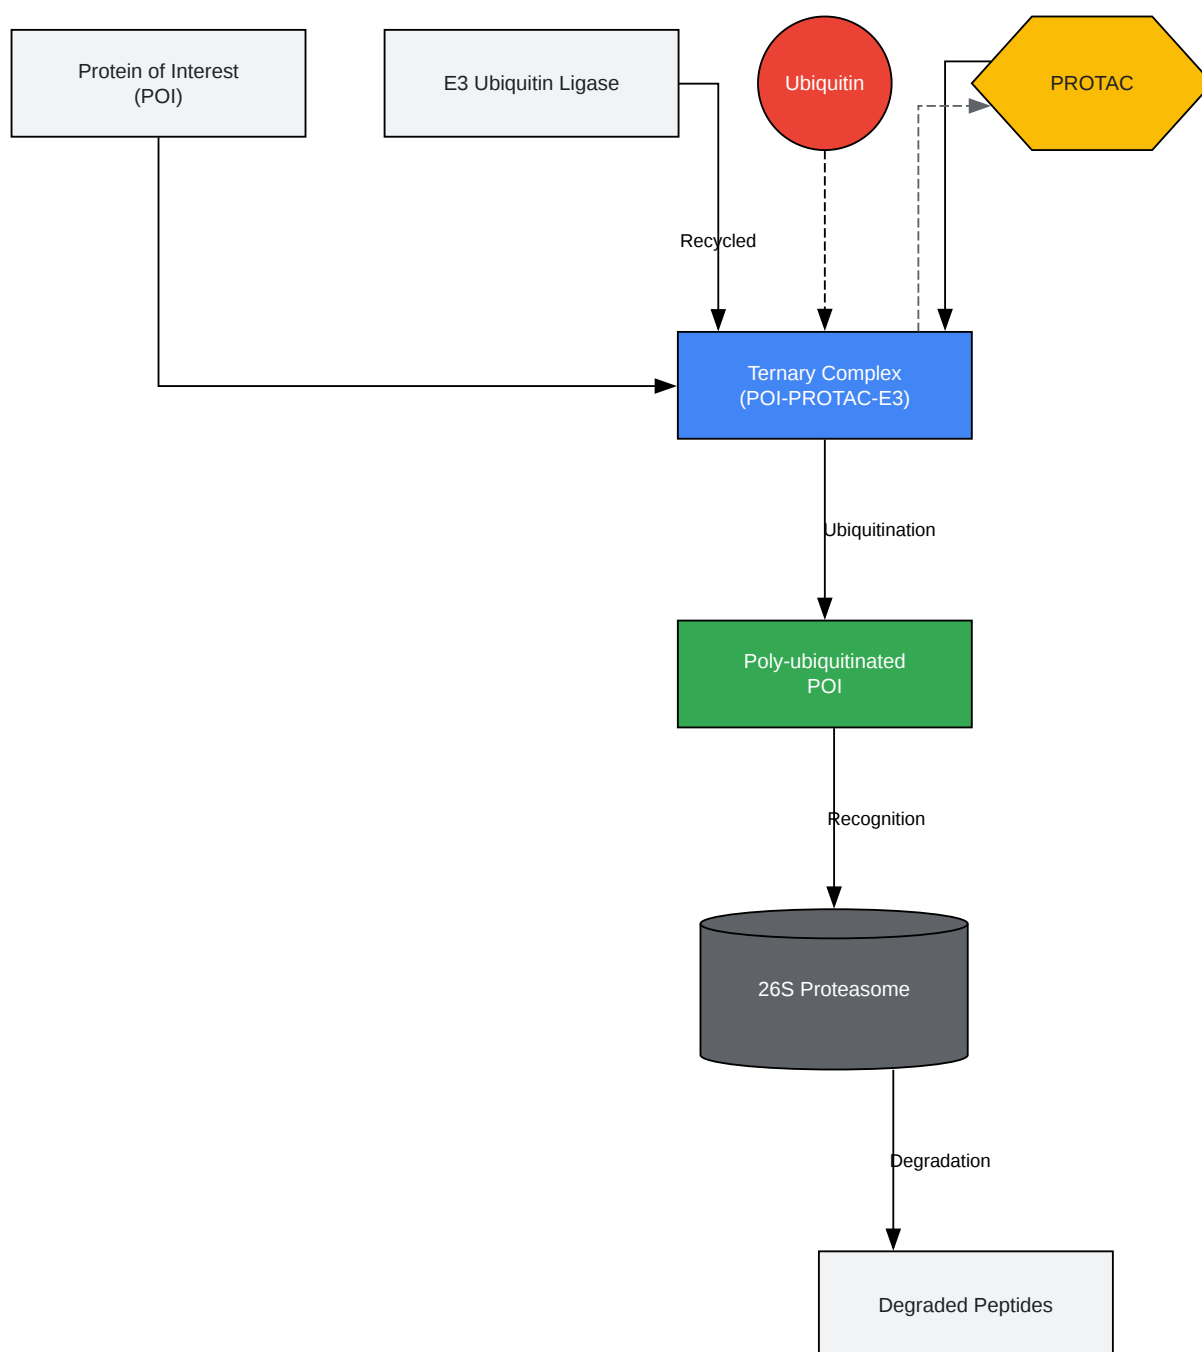 Protein of Interest
(POI)
E3 Ubiquitin Ligase
Ubiquitin
PROTAC
Recycled
Ternary Complex
(POI-PROTAC-E3)
Ubiquitination
Poly-ubiquitinated
POI
Recognition
26S Proteasome
Degradation
Degraded Peptides